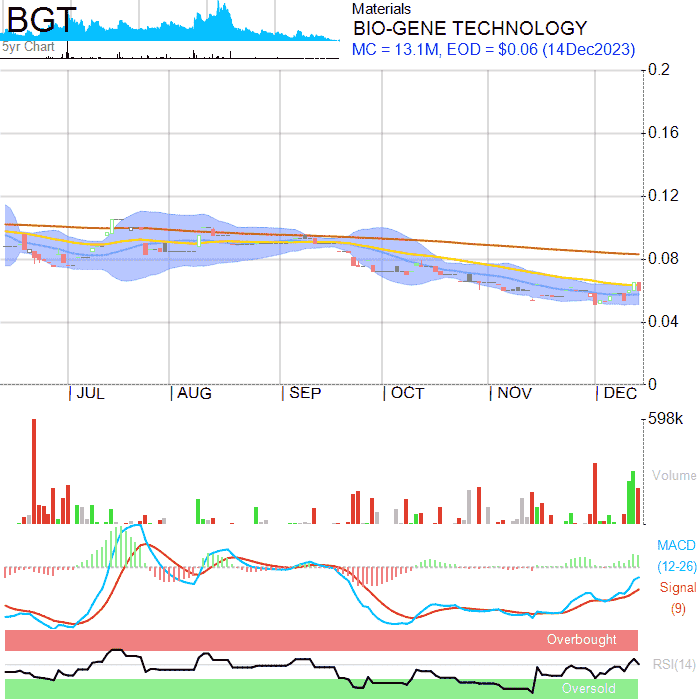 BGT
5yr Chart
Materials
BIO-GENE TECHNOLOGY
MC = 13.1M, EOD = $0.06 (14Dec2023)
0.2
0.16
0.12
0.08
0.04
0
JUL AUG SEP OCT NOV DEC
598k
Volume
MACD
(12-26)
Signal
(9)
Overbought
RSI(14)
Oversold